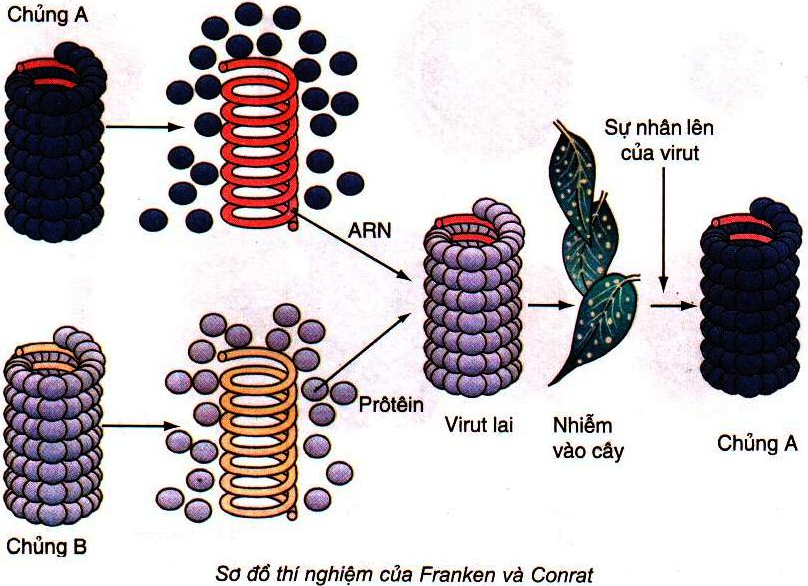 Chủng A
Sự nhân lên
của virut
ARN
Prôtêin
Virut lai
Nhiễm
vào cây
Chủng A
Chủng B
Sơ đồ thí nghiệm của Franken và Conrat